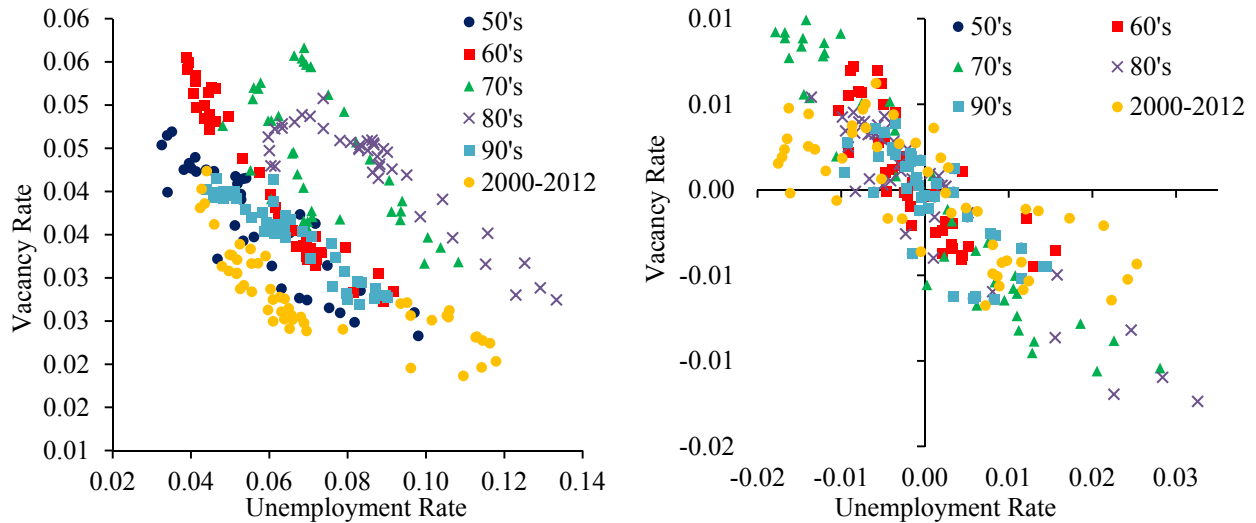 0.06
0.06
0.05
0.05
0.04
0.04
0.03
0.03
0.02
0.02
0.01
Vacancy Rate
0.02 0.04 0.06 0.08 0.10 0.12 0.14
Unemployment Rate
50's
60's
70's
80's
90's
2000-2012
0.01
0.01
0.00
-0.01
-0.01
-0.02
Vacancy Rate
-0.02 -0.01 0.00 0.01 0.02 0.03
Unemployment Rate
50's 60's
70's 80's
90's 2000-2012